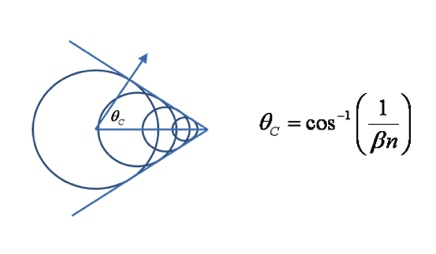 θ_C
θ_C = cos⁻¹(1/βn)